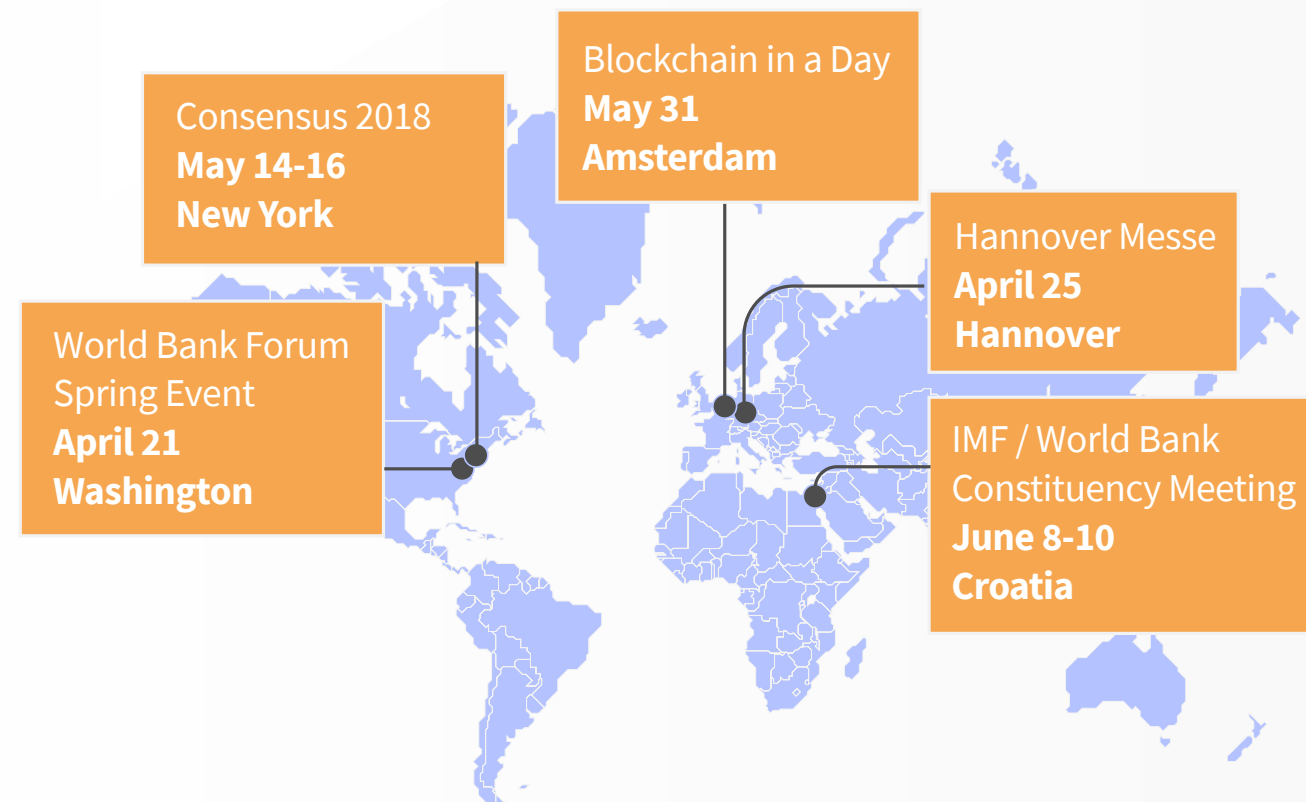 Consensus 2018
May 14-16
New York
Blockchain in a Day
May 31
Amsterdam
World Bank Forum
Spring Event
April 21
Washington
Hannover Messe
April 25
Hannover
IMF / World Bank
Constituency Meeting
June 8-10
Croatia